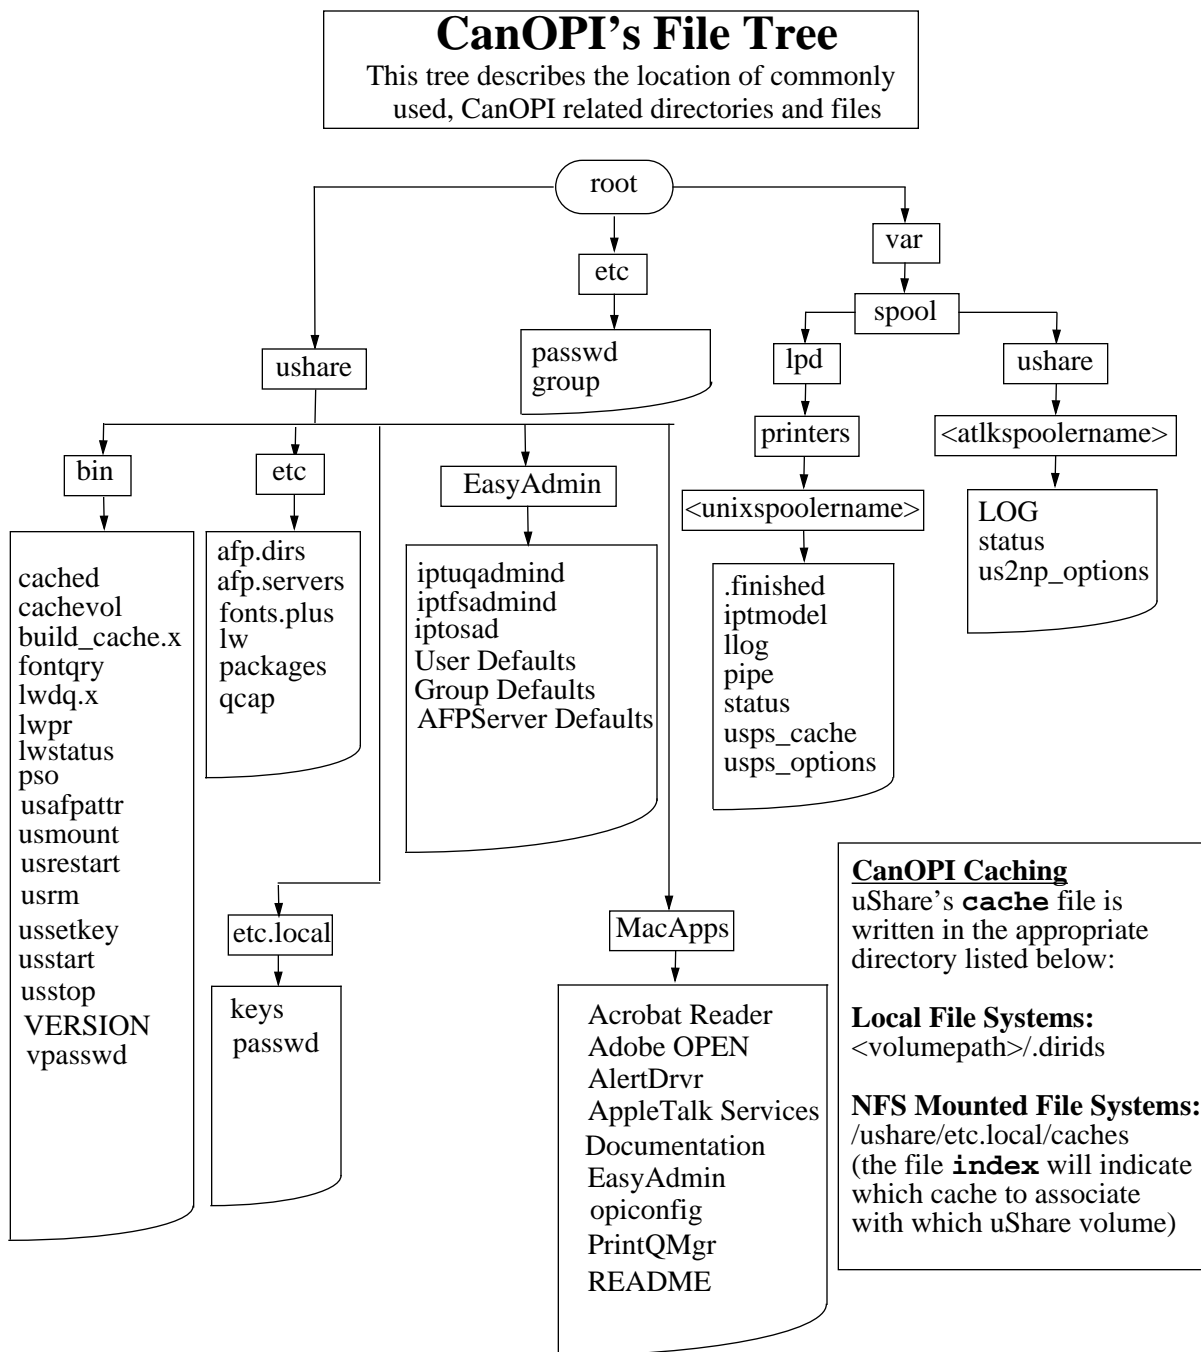 CanOPI's File Tree
This tree describes the location of commonly
used, CanOPI related directories and files
root
var
etc
spool
passwd
group
ushare
lpd
ushare
printers
<atlkspoolername>
bin
etc
EasyAdmin
<unixspoolername>
LOG
status
us2np_options
cached
cachevol
build_cache.x
fontqry
lwdq.x
lwpr
lwstatus
pso
usafpattr
usmount
usrestart
usrm
ussetkey
usstart
usstop
VERSION
vpasswd
afp.dirs
afp.servers
fonts.plus
lw
packages
qcap
iptuqadmind
iptfsadmind
iptosad
User Defaults
Group Defaults
AFPServer Defaults
.finished
iptmodel
llog
pipe
status
usps_cache
usps_options
etc.local
keys
passwd
MacApps
Acrobat Reader
Adobe OPEN
AlertDrvr
AppleTalk Services
Documentation
EasyAdmin
opiconfig
PrintQMgr
README
CanOPI Caching
uShare's cache file is
written in the appropriate
directory listed below:
Local File Systems:
<volumepath>/.dirids
NFS Mounted File Systems:
/ushare/etc.local/caches
(the file index will indicate
which cache to associate
with which uShare volume)